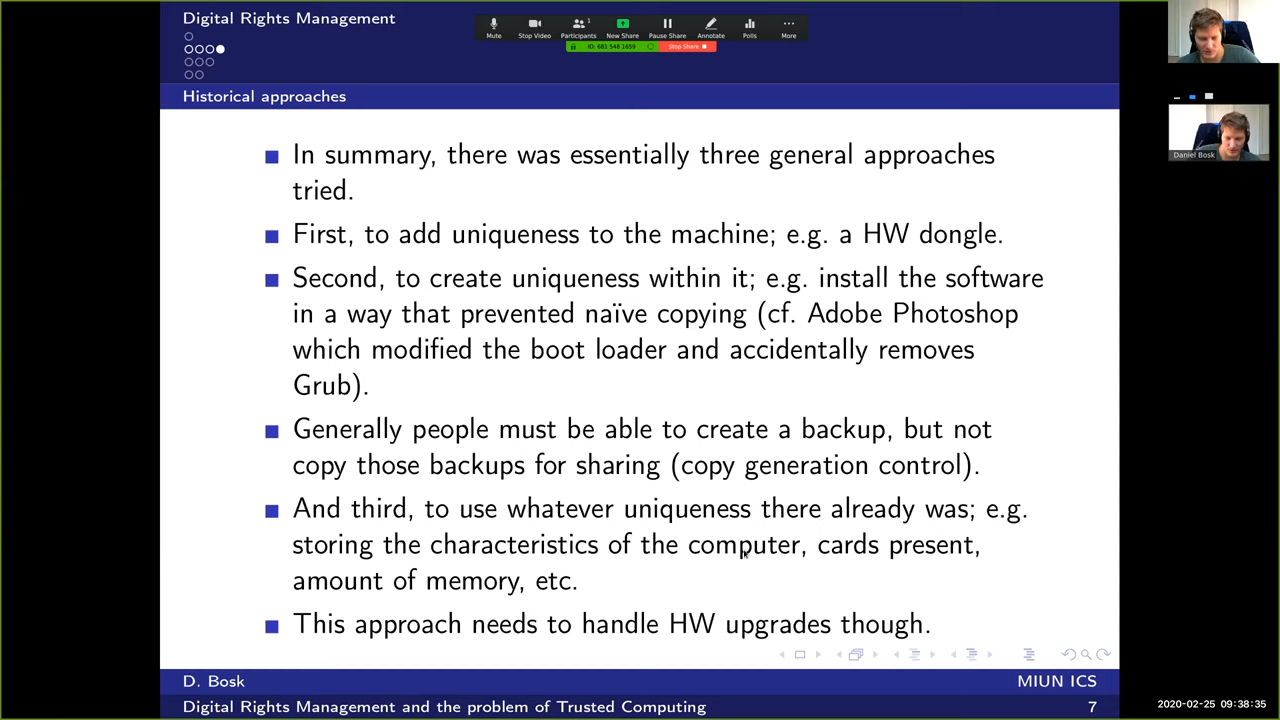 Digital Rights Management
Mute
Stop Video
Participants
1
New Share
Pause Share
Annotate
Polls
More
ID: 681 548 1659
Stop Share
Historical approaches
Daniel Bosk
In summary, there was essentially three general approaches
tried.
First, to add uniqueness to the machine; e.g. a HW dongle.
Second, to create uniqueness within it; e.g. install the software
in a way that prevented naïve copying (cf. Adobe Photoshop
which modified the boot loader and accidentally removes
Grub).
Generally people must be able to create a backup, but not
copy those backups for sharing (copy generation control).
And third, to use whatever uniqueness there already was; e.g.
storing the characteristics of the computer, cards present,
amount of memory, etc.
This approach needs to handle HW upgrades though.
D. Bosk
MIUN ICS
Digital Rights Management and the problem of Trusted Computing
7
2020-02-25 09:38:35